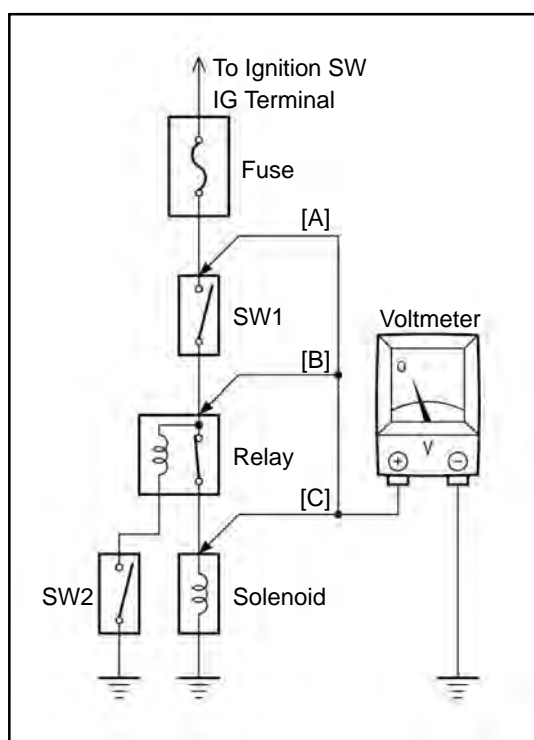 To Ignition SW
IG Terminal
Fuse
[A]
SW1
Voltmeter
[B]
0
V
+
−
Relay
[C]
SW2
Solenoid